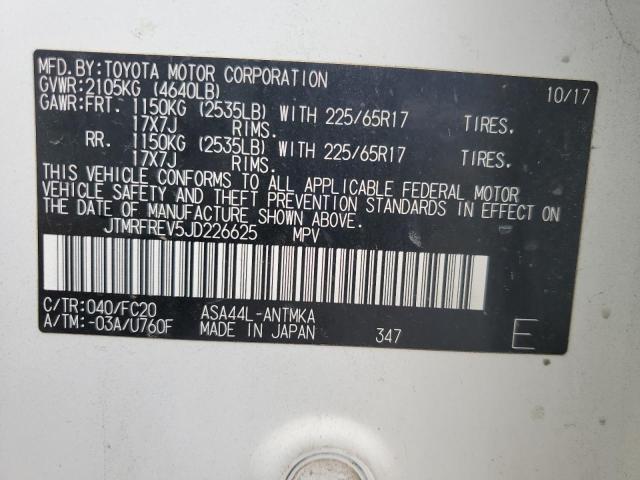 MFD.BY:TOYOTA MOTOR CORPORATION 10/17
GVWR:2105KG (4640LB)
GAWR:FRT. 1150KG (2535LB) WITH 225/65R17 TIRES.
17X7J RIMS.
RR. 1150KG (2535LB) WITH 225/65R17 TIRES.
17X7J RIMS.
THIS VEHICLE CONFORMS TO ALL APPLICABLE FEDERAL MOTOR
VEHICLE SAFETY AND THEFT PREVENTION STANDARDS IN EFFECT ON
THE DATE OF MANUFACTURE SHOWN ABOVE.
JTMRFREV5JD226625 MPV
C/TR:040/FC20 ASA44L-ANTMKA
A/TM:-03A/U760F MADE IN JAPAN 347 E